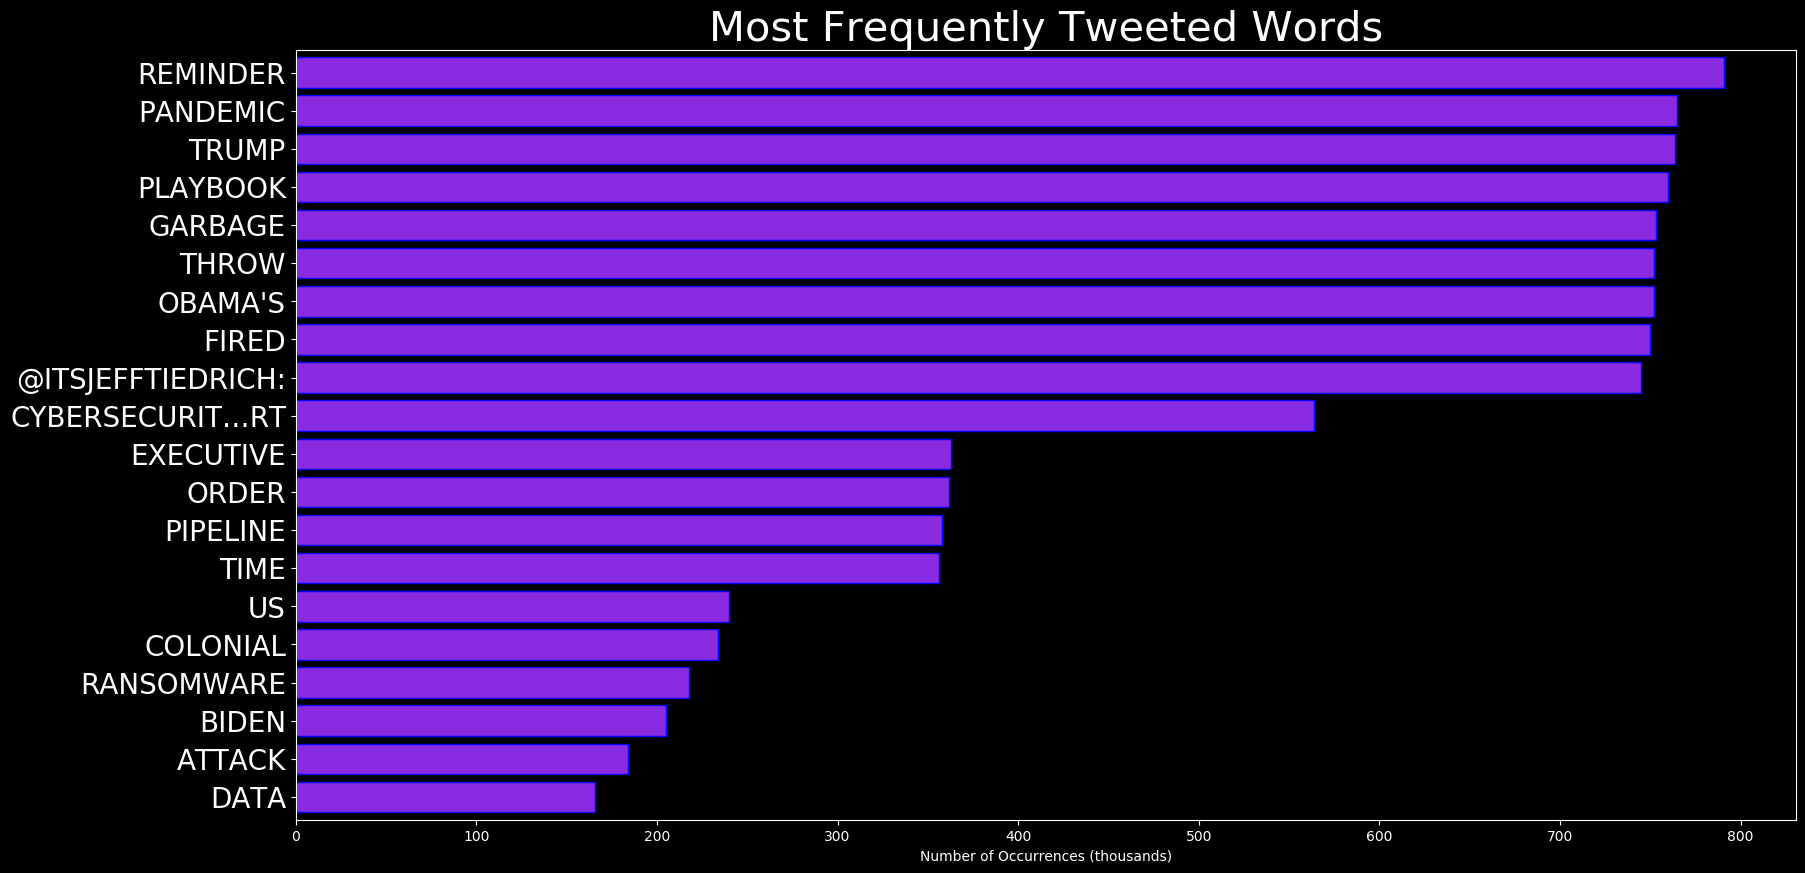 Most Frequently Tweeted Words
REMINDER
PANDEMIC
TRUMP
PLAYBOOK
GARBAGE
THROW
OBAMA'S
FIRED
@ITSJEFFTIEDRICH:
CYBERSECURIT…RT
EXECUTIVE
ORDER
PIPELINE
TIME
US
COLONIAL
RANSOMWARE
BIDEN
ATTACK
DATA
0 100 200 300 400 500 600 700 800
Number of Occurrences (thousands)